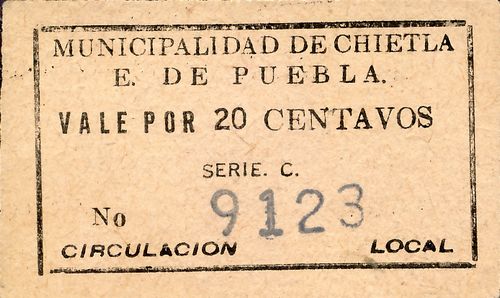 MUNICIPALIDAD DE CHIETLA
E. DE PUEBLA.
VALE POR 20 CENTAVOS
SERIE. C.
No 9123
CIRCULACION LOCAL